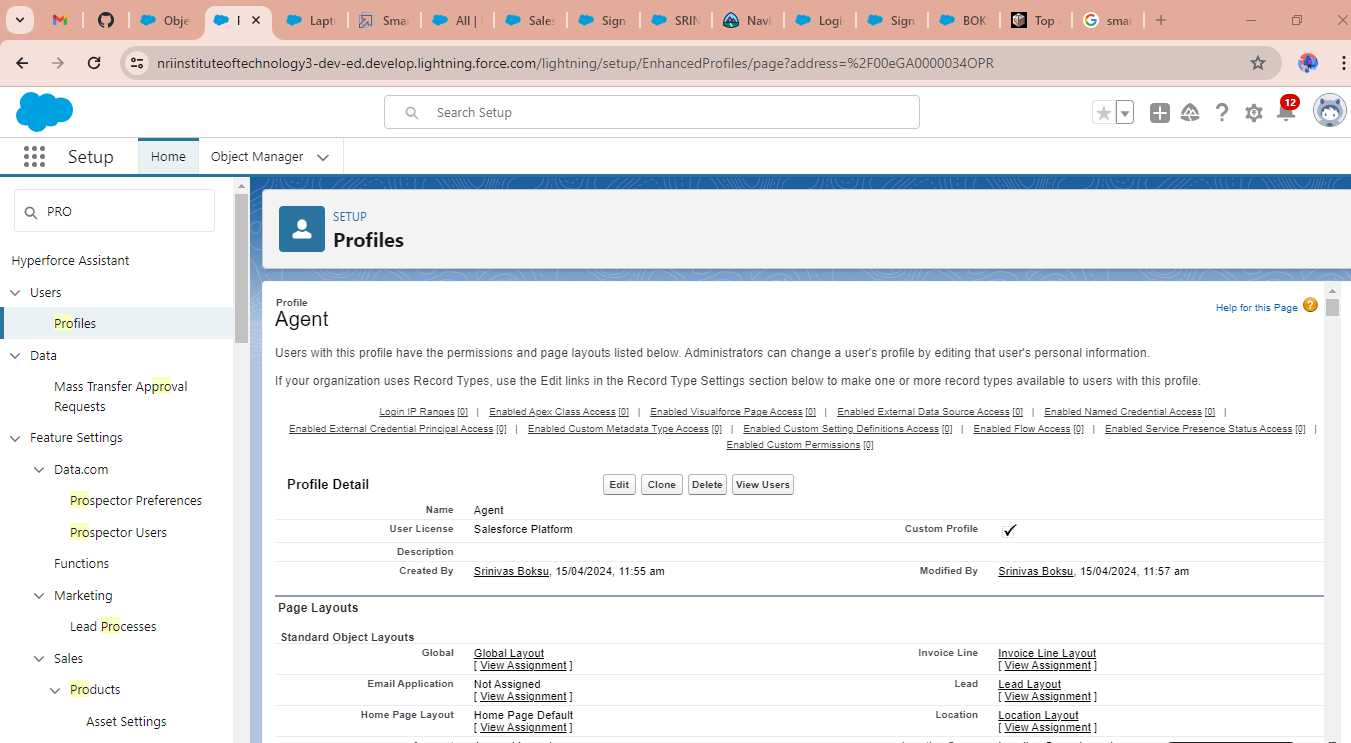 Obje
Lapt
Smar
All |
Sales
Sign
SRIN
Navi
Logi
Sign
BOK
Top
smar
nriinstituteoftechnology3-dev-ed.develop.lightning.force.com/lightning/setup/EnhancedProfiles/page?address=%2F00eGA0000034OPR
Search Setup
12
Setup Home Object Manager
PRO
Hyperforce Assistant
Users
Profiles
Data
Mass Transfer Approval
Requests
Feature Settings
Data.com
Prospector Preferences
Prospector Users
Functions
Marketing
Lead Processes
Sales
Products
Asset Settings
SETUP
Profiles
Profile
Agent
Help for this Page
Users with this profile have the permissions and page layouts listed below. Administrators can change a user's profile by editing that user's personal information.
If your organization uses Record Types, use the Edit links in the Record Type Settings section below to make one or more record types available to users with this profile.
Login IP Ranges [0] | Enabled Apex Class Access [0] | Enabled Visualforce Page Access [0] | Enabled External Data Source Access [0] | Enabled Named Credential Access [0] |
Enabled External Credential Principal Access [0] | Enabled Custom Metadata Type Access [0] | Enabled Custom Setting Definitions Access [0] | Enabled Flow Access [0] | Enabled Service Presence Status Access [0] |
Enabled Custom Permissions [0]
Profile Detail Edit Clone Delete View Users
Name Agent
User License Salesforce Platform Custom Profile
Description
Created By Srinivas Boksu, 15/04/2024, 11:55 am Modified By Srinivas Boksu, 15/04/2024, 11:57 am
Page Layouts
Standard Object Layouts
Global Global Layout Invoice Line Invoice Line Layout
[ View Assignment ] [ View Assignment ]
Email Application Not Assigned Lead Lead Layout
[ View Assignment ] [ View Assignment ]
Home Page Layout Home Page Default Location Location Layout
[ View Assignment ] [ View Assignment ]